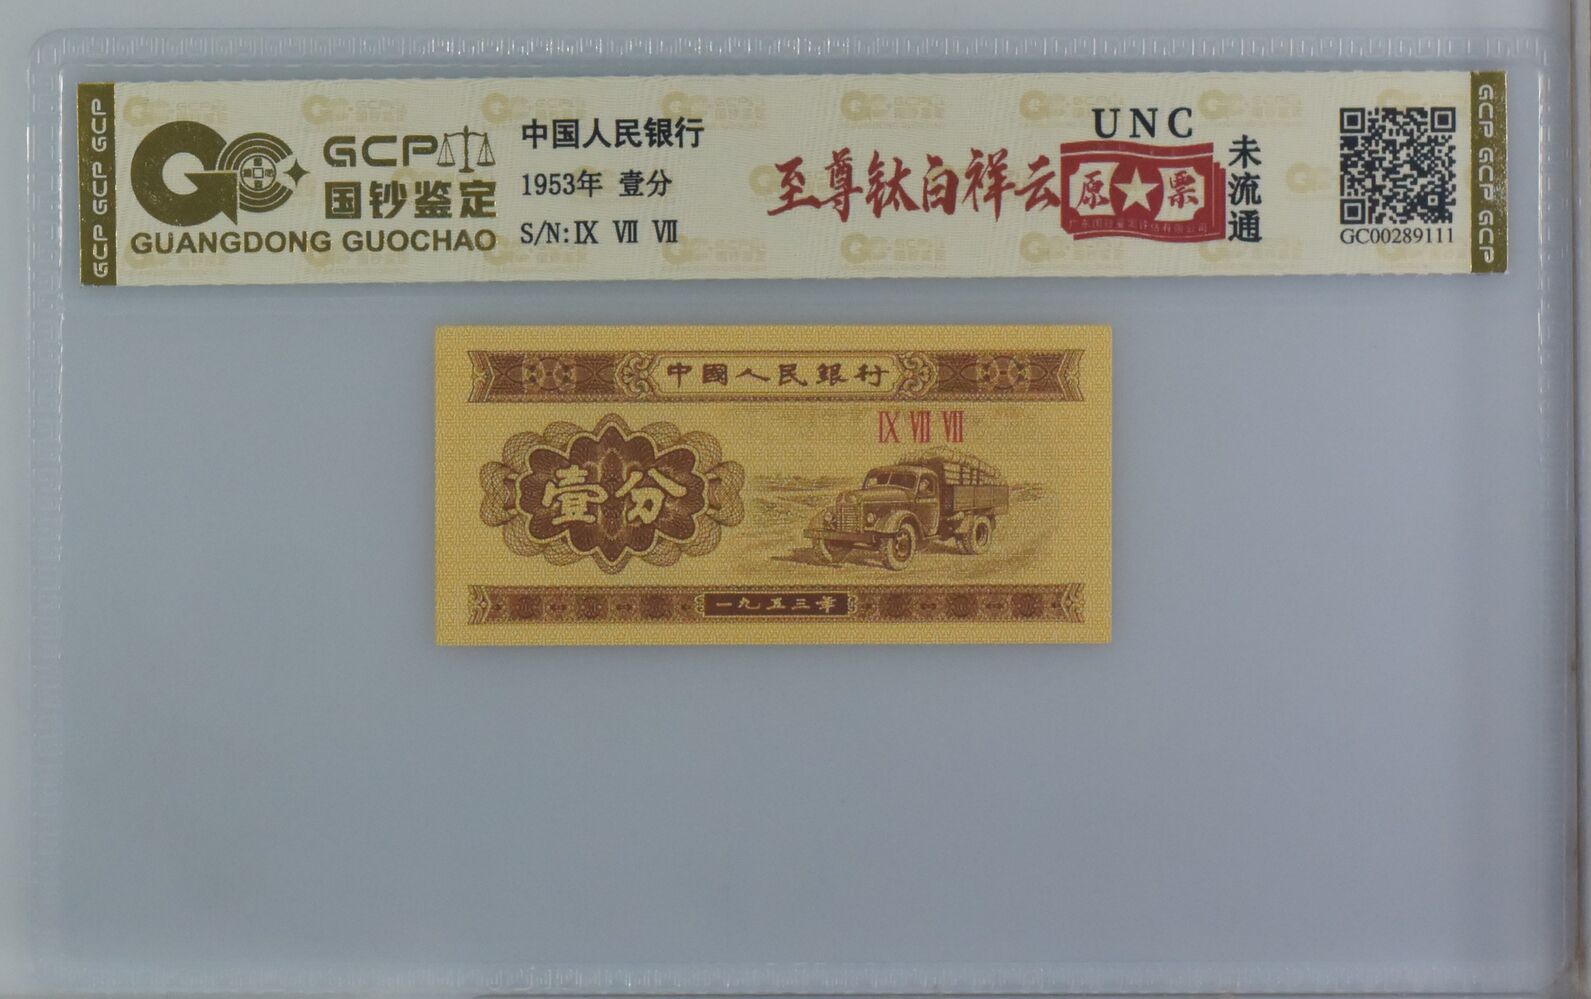 GCP GCP GCP
GCP
国钞鉴定
GUANGDONG GUOCHAO
中国人民银行
1953年 壹分
S/N:Ⅸ Ⅶ Ⅶ
至尊钛白祥云
UNC
原★票
未流通
GC00289111
GCP GCP GCP
中國人民銀行
Ⅸ Ⅶ Ⅶ
壹分
一九五三年